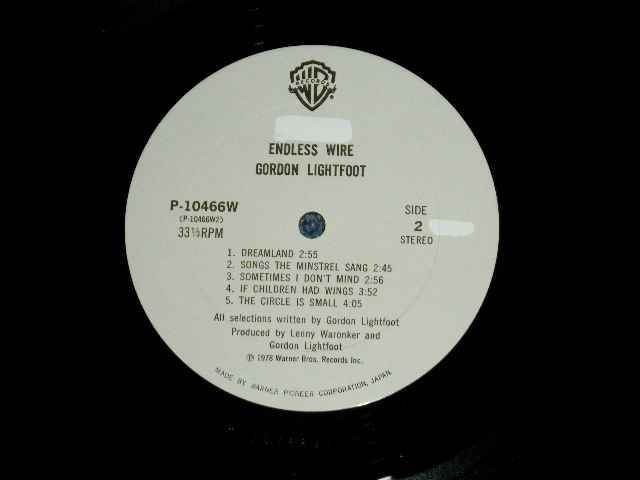 WB
RECORDS
ENDLESS WIRE
GORDON LIGHTFOOT
P-10466W
(P-10466W2)
33⅓RPM
SIDE
2
STEREO
1. DREAMLAND 2:55
2. SONGS THE MINSTREL SANG 2:45
3. SOMETIMES I DON'T MIND 2:56
4. IF CHILDREN HAD WINGS 3:52
5. THE CIRCLE IS SMALL 4:05
All selections written by Gordon Lightfoot
Produced by Lenny Waronker and
Gordon Lightfoot
℗ 1978 Warner Bros. Records Inc.
MADE BY WARNER PIONEER CORPORATION, JAPAN.